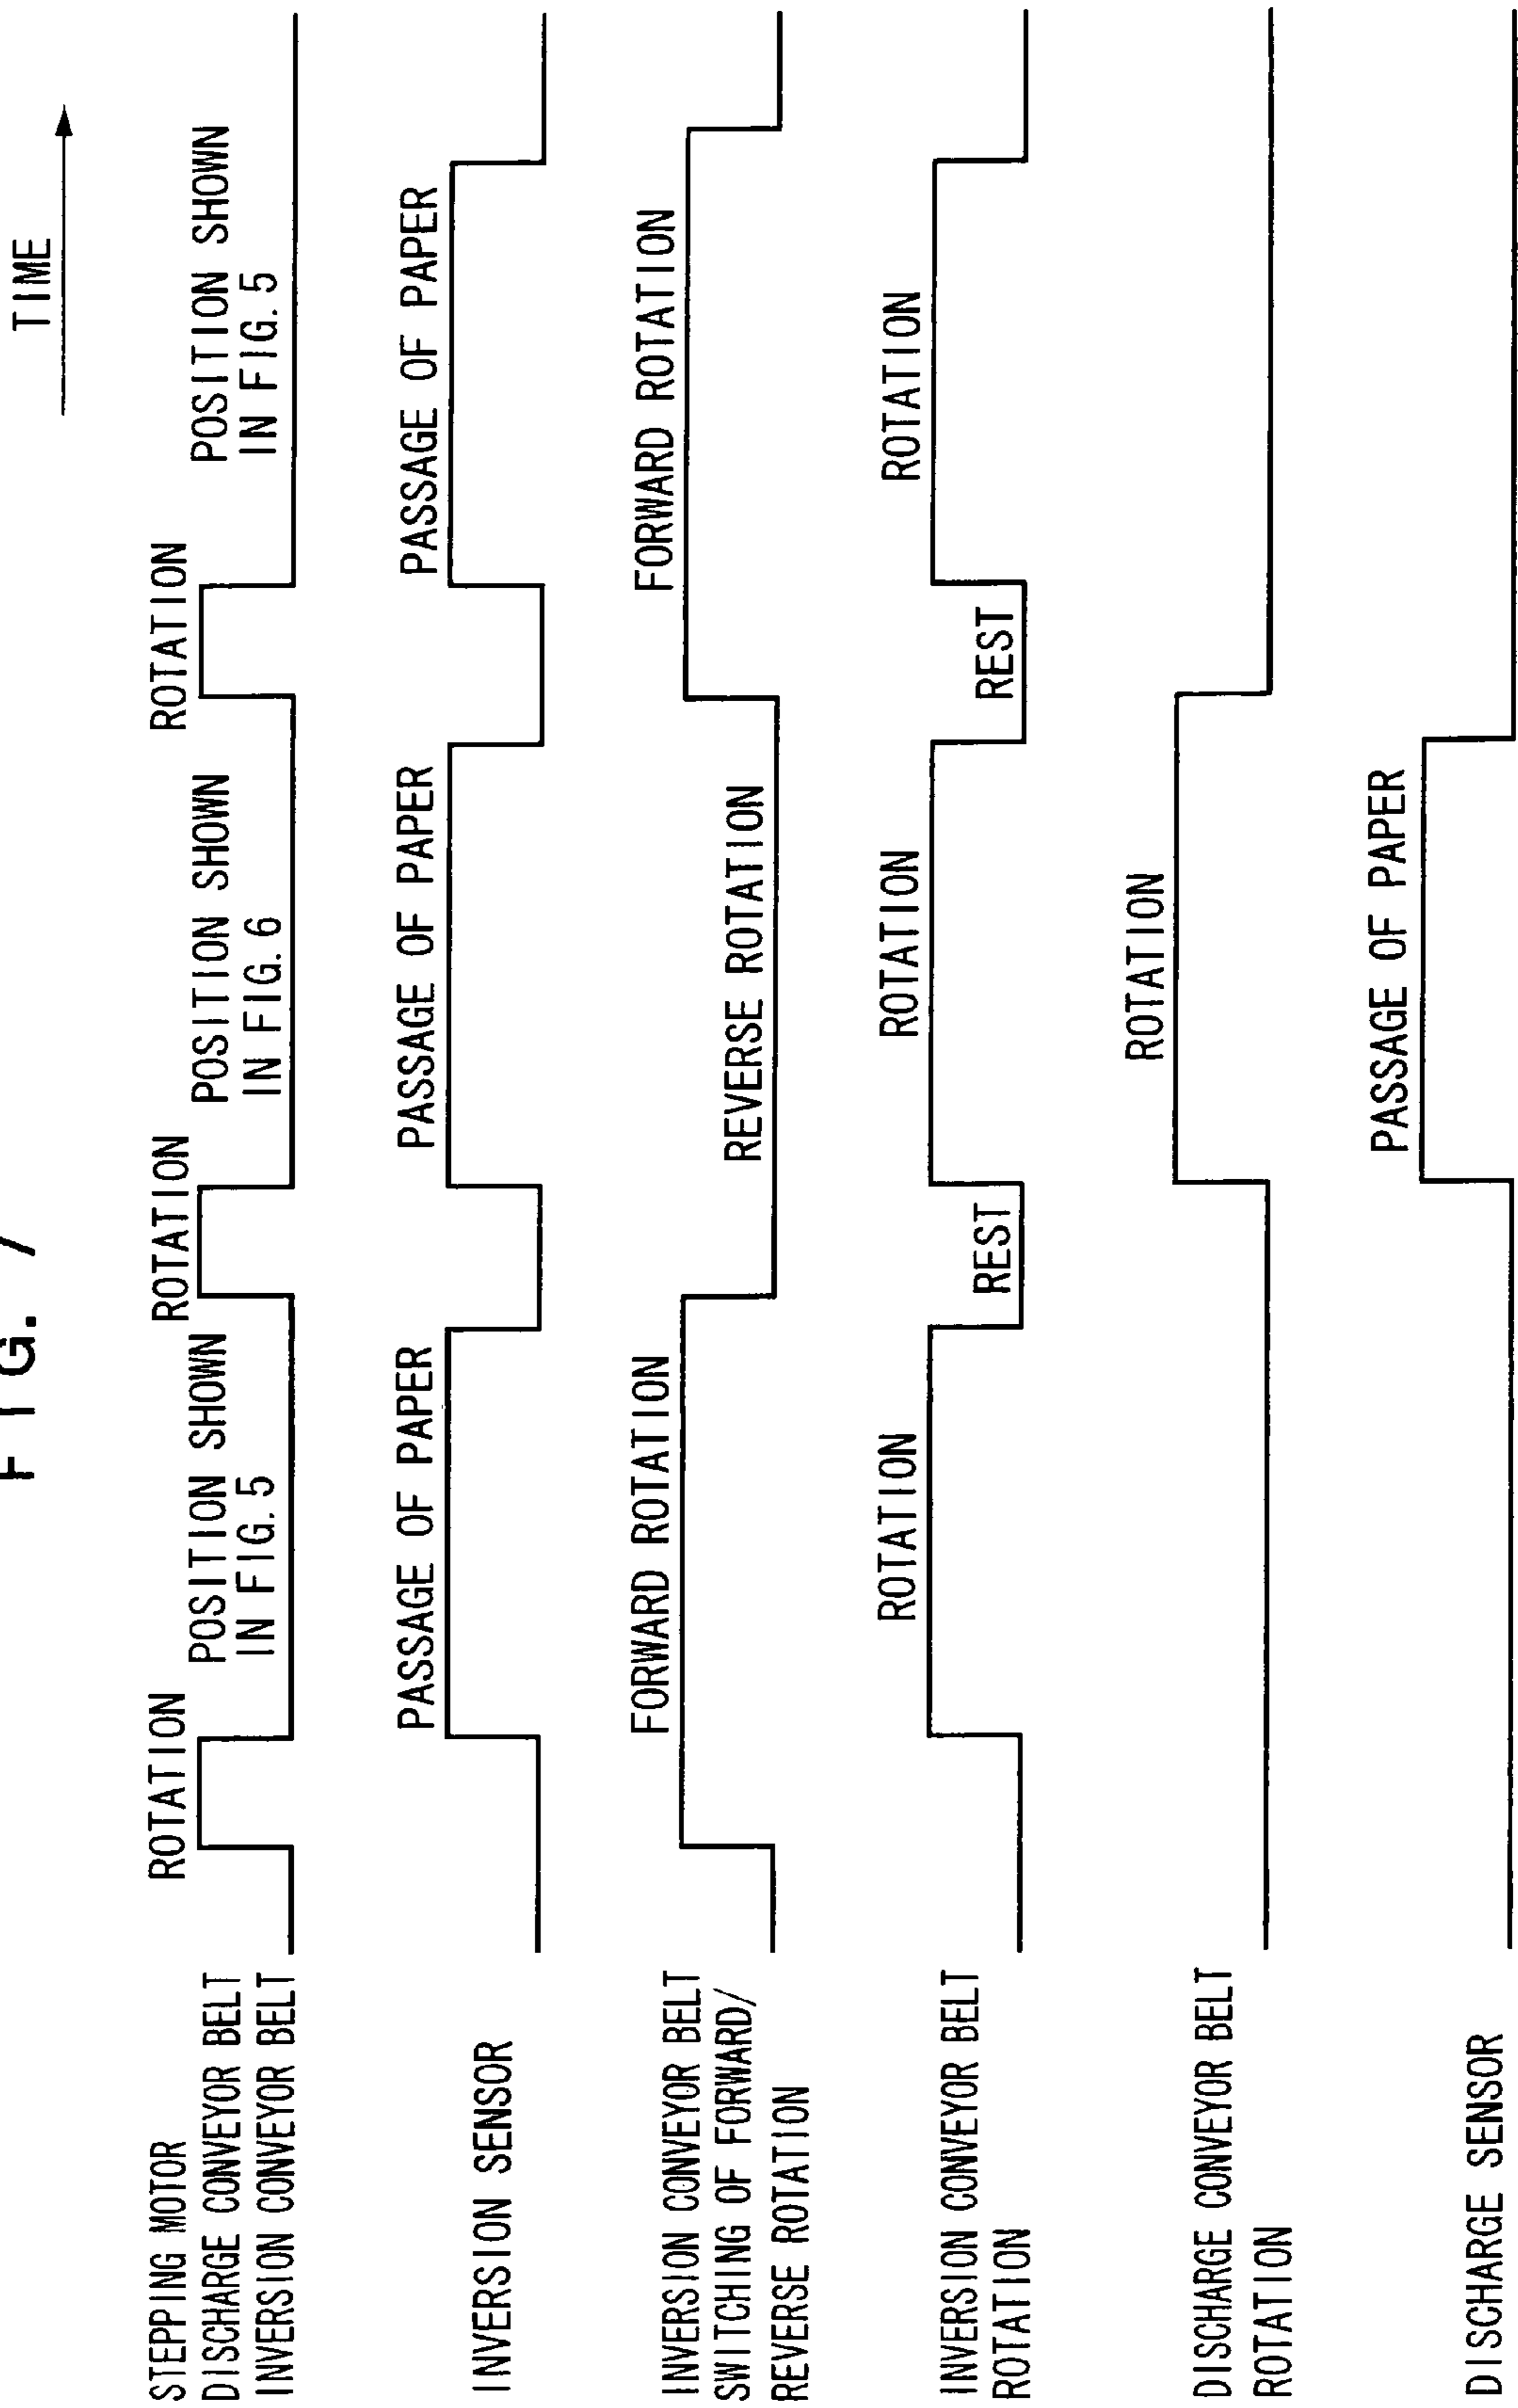 FIG. 7
TIME
STEPPING MOTOR
DISCHARGE CONVEYOR BELT
INVERSION CONVEYOR BELT
ROTATION
POSITION SHOWN
IN FIG. 5
ROTATION
POSITION SHOWN
IN FIG. 6
ROTATION
POSITION SHOWN
IN FIG. 5
INVERSION SENSOR
PASSAGE OF PAPER
PASSAGE OF PAPER
PASSAGE OF PAPER
INVERSION CONVEYOR BELT
SWITCHING OF FORWARD/
REVERSE ROTATION
FORWARD ROTATION
REVERSE ROTATION
FORWARD ROTATION
INVERSION CONVEYOR BELT
ROTATION
ROTATION
REST
ROTATION
REST
ROTATION
DISCHARGE CONVEYOR BELT
ROTATION
ROTATION
DISCHARGE SENSOR
PASSAGE OF PAPER